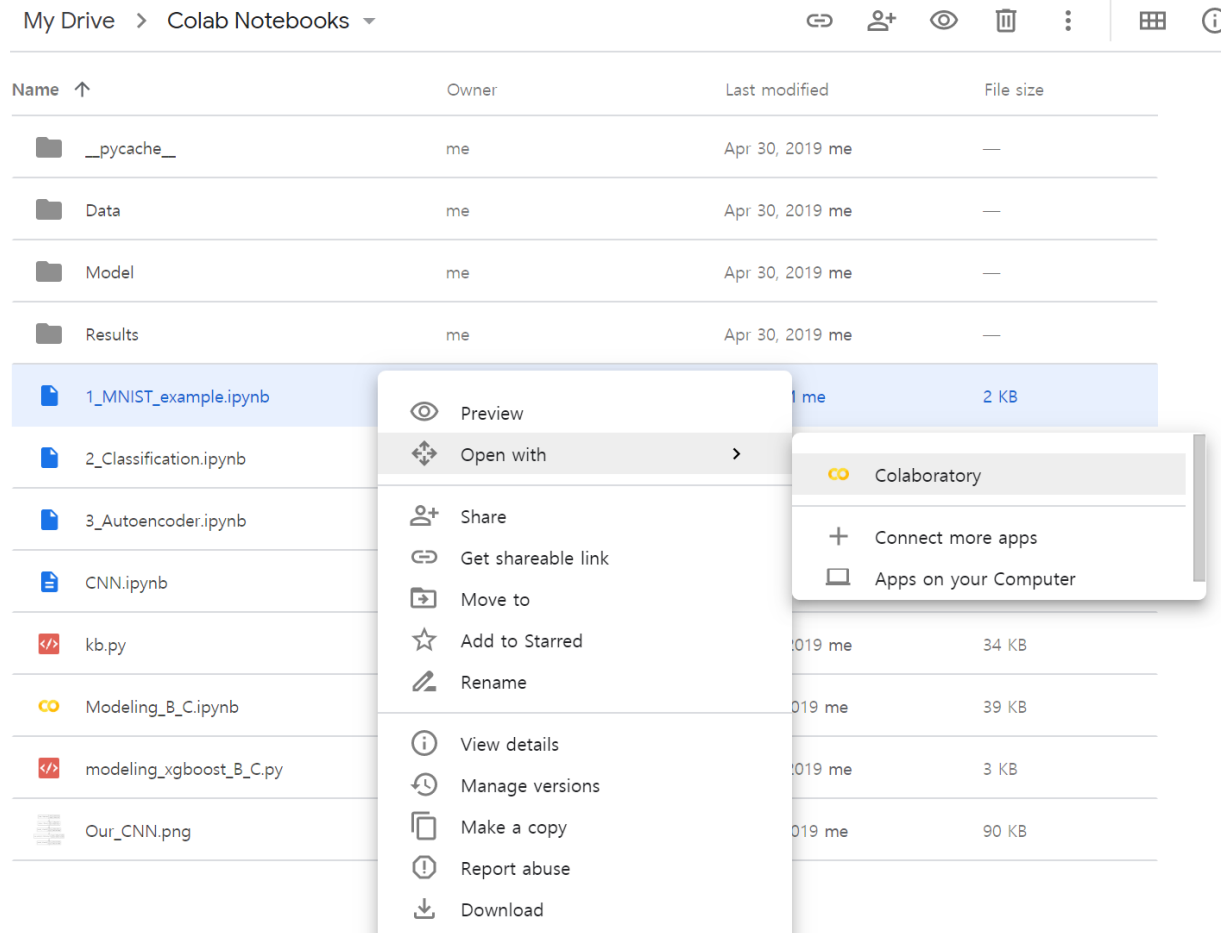 My Drive > Colab Notebooks
Name Owner Last modified File size
__pycache__ me Apr 30, 2019 me —
Data me Apr 30, 2019 me —
Model me Apr 30, 2019 me —
Results me Apr 30, 2019 me —
1_MNIST_example.ipynb me 2 KB
Preview
2_Classification.ipynb
Open with
Colaboratory
3_Autoencoder.ipynb
Share
Connect more apps
Get shareable link
CNN.ipynb
Apps on your Computer
Move to
kb.py 2019 me 34 KB
Add to Starred
Rename
Modeling_B_C.ipynb 019 me 39 KB
View details
modeling_xgboost_B_C.py 2019 me 3 KB
Manage versions
Make a copy
Our_CNN.png 019 me 90 KB
Report abuse
Download